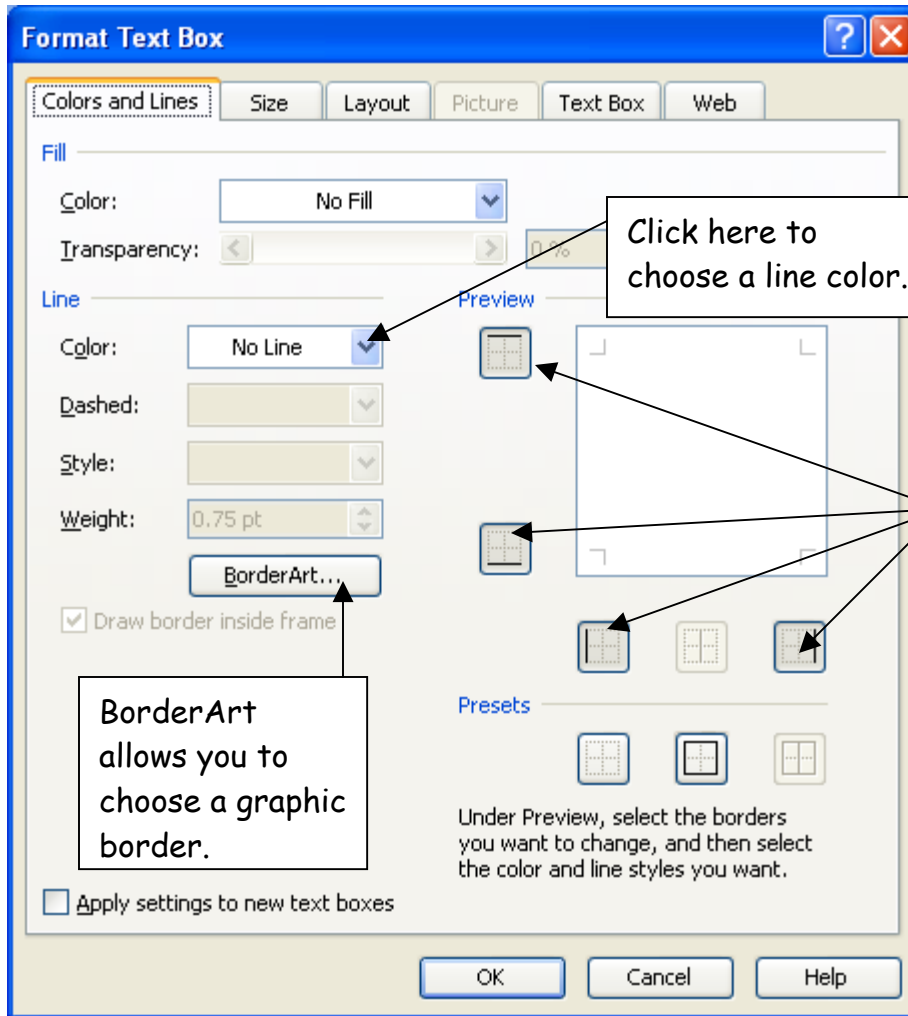 Format Text Box
Colors and Lines Size Layout Picture Text Box Web
Fill
Color: No Fill
Transparency: 0 %
Click here to
choose a line color.
Line
Preview
Color: No Line
Dashed:
Style:
Weight: 0.75 pt
BorderArt...
Draw border inside frame
BorderArt
allows you to
choose a graphic
border.
Presets
Under Preview, select the borders
you want to change, and then select
the color and line styles you want.
Apply settings to new text boxes
OK Cancel Help